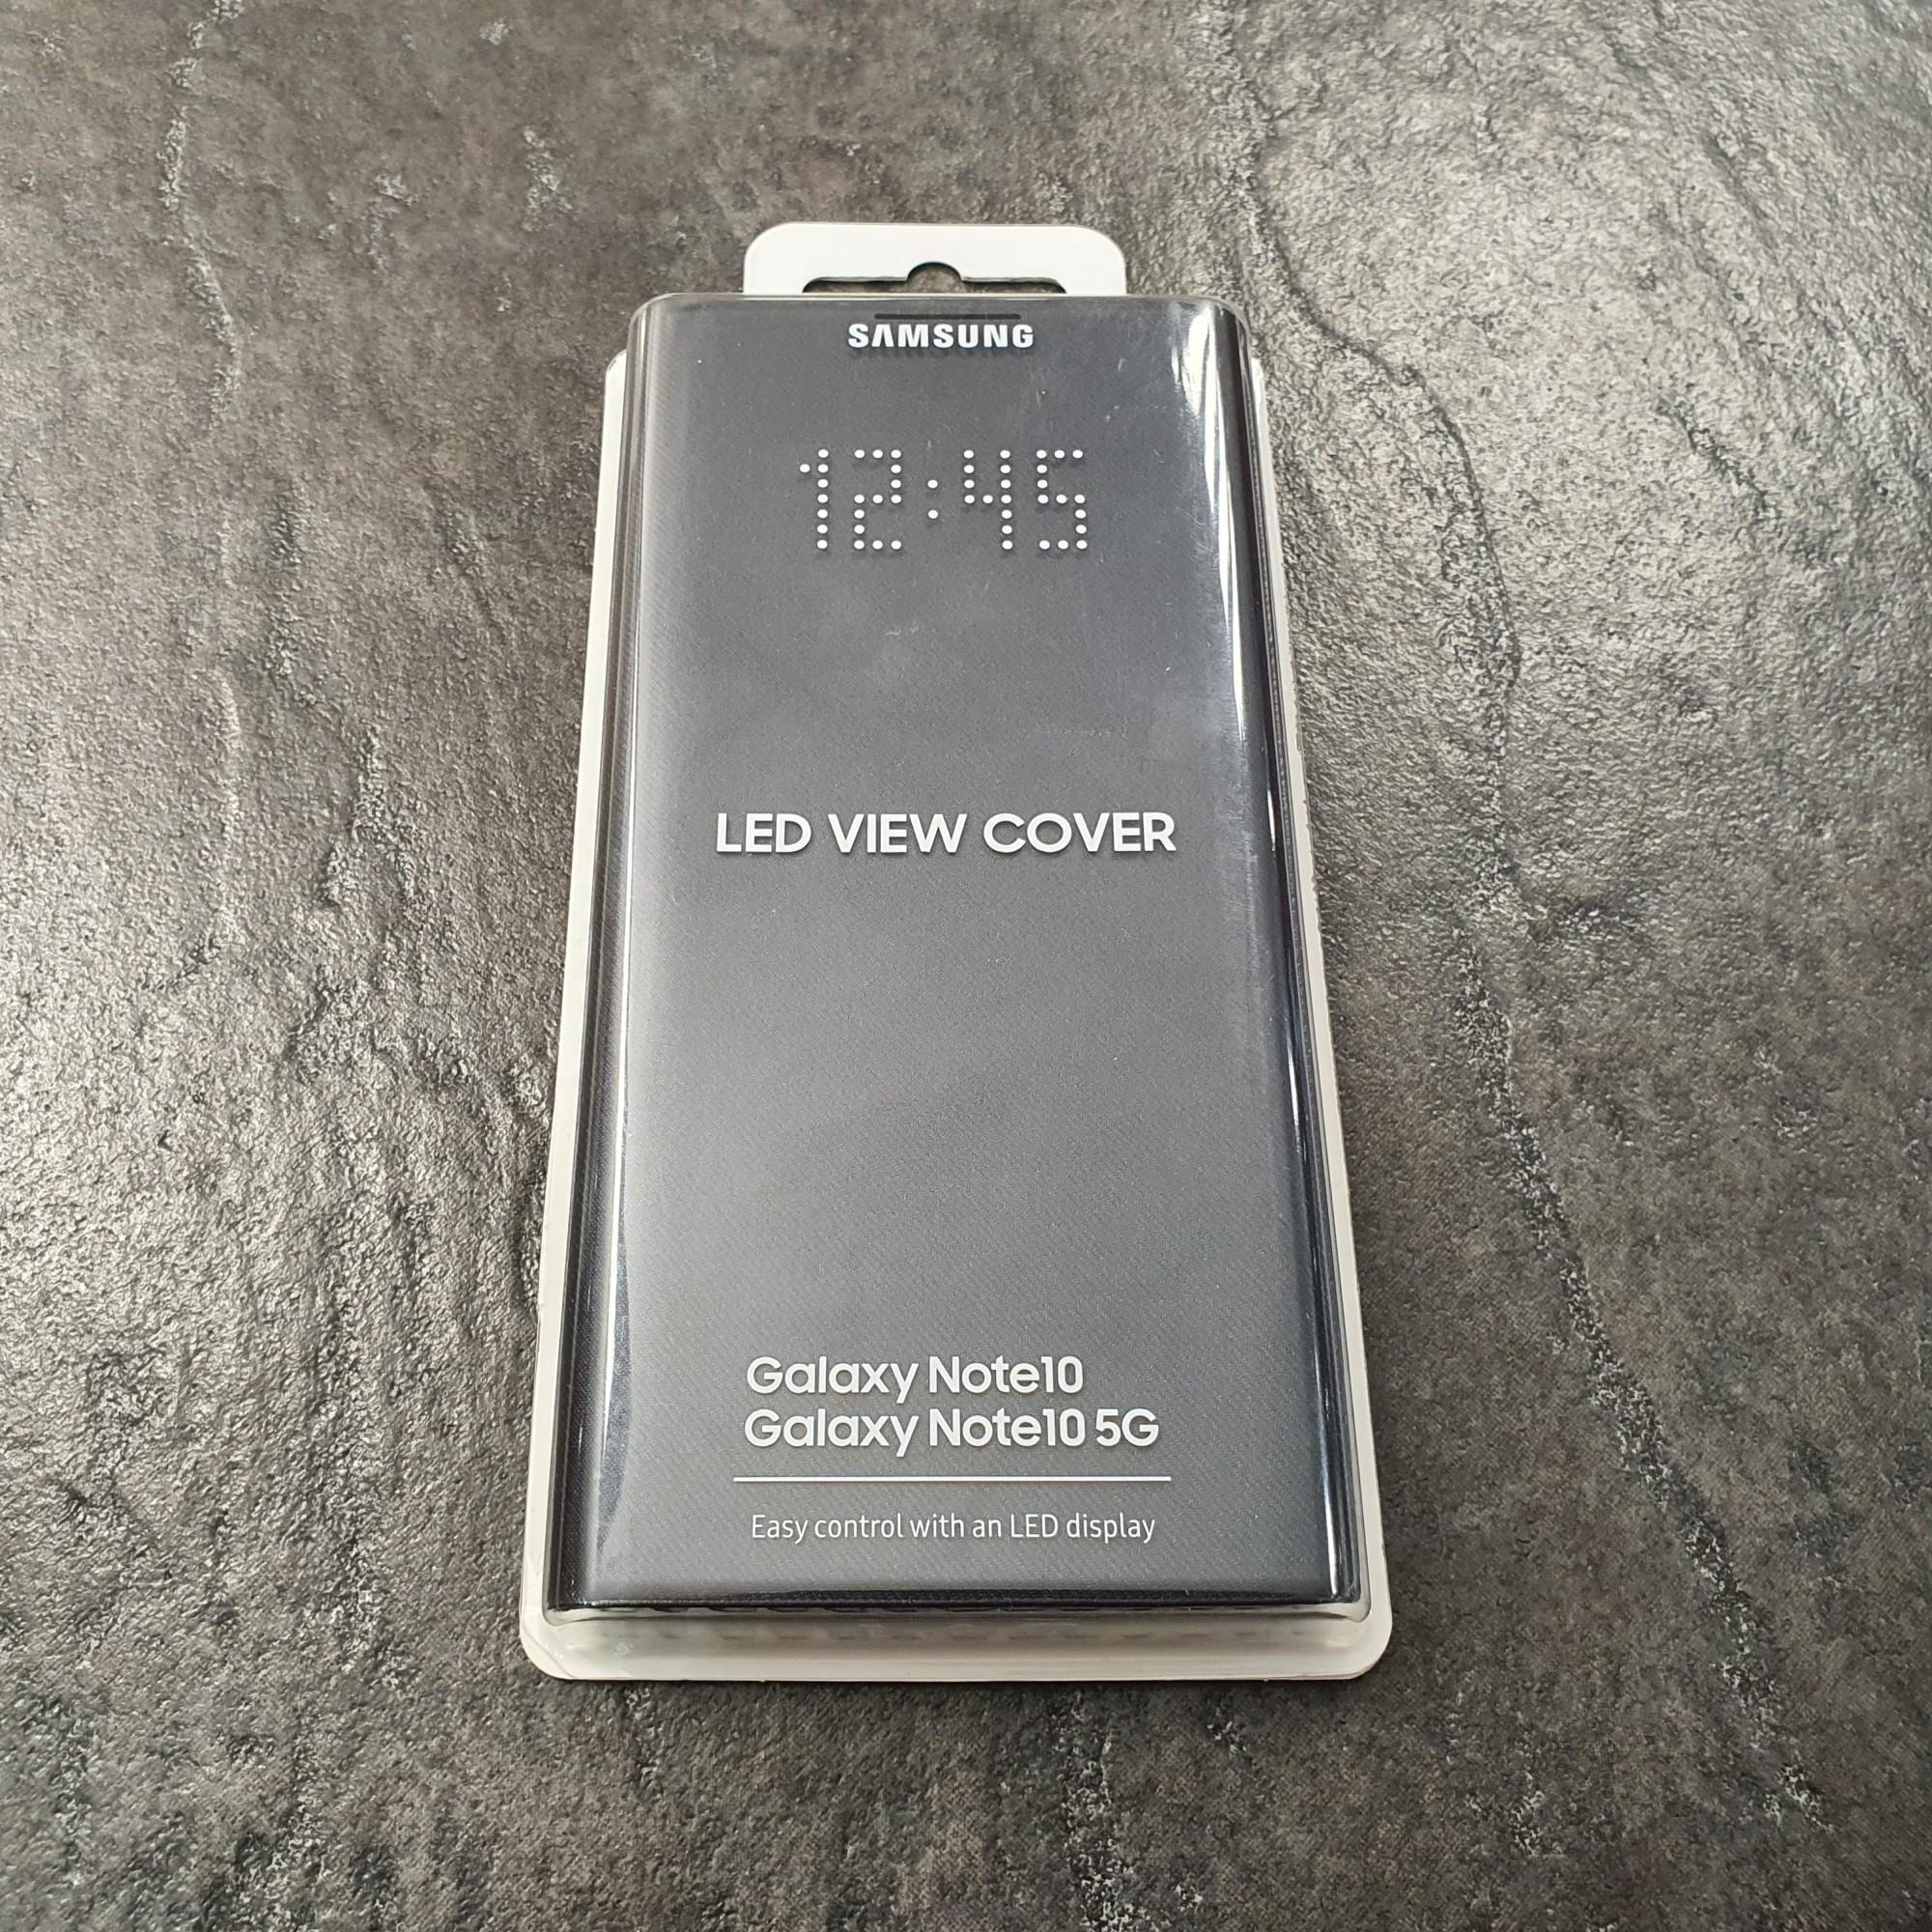 SAMSUNG
12:45
LED VIEW COVER
Galaxy Note10
Galaxy Note10 5G
Easy control with an LED display